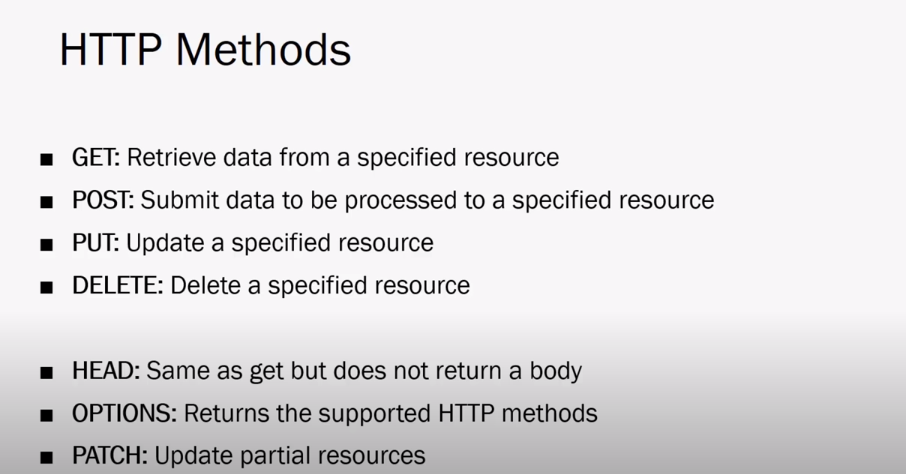 HTTP Methods
■ GET: Retrieve data from a specified resource
■ POST: Submit data to be processed to a specified resource
■ PUT: Update a specified resource
■ DELETE: Delete a specified resource
■ HEAD: Same as get but does not return a body
■ OPTIONS: Returns the supported HTTP methods
■ PATCH: Update partial resources